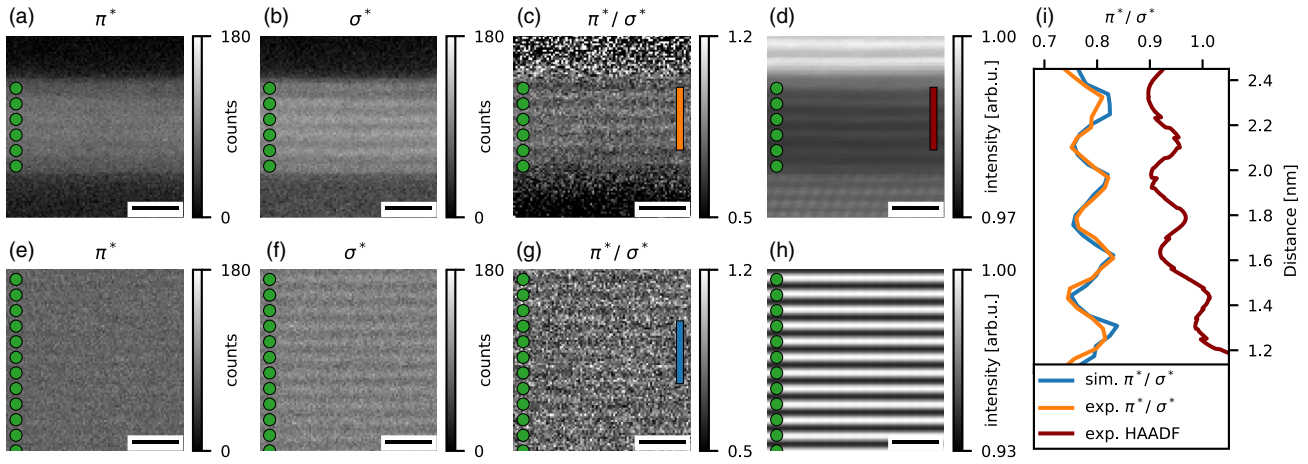 (a) π* 180 0 counts
(b) σ* 180 0 counts
(c) π*/ σ* 1.2 0.5
(d) 1.00 0.97 intensity [arb.u.]
(e) π* 180 0 counts
(f) σ* 180 0 counts
(g) π*/ σ* 1.2 0.5
(h) 1.00 0.93 intensity [arb.u.]
(i) π*/ σ*
0.7 0.8 0.9 1.0
2.4
2.2
2.0
1.8
1.6
1.4
1.2
Distance [nm]
sim. π*/ σ*
exp. π*/ σ*
exp. HAADF